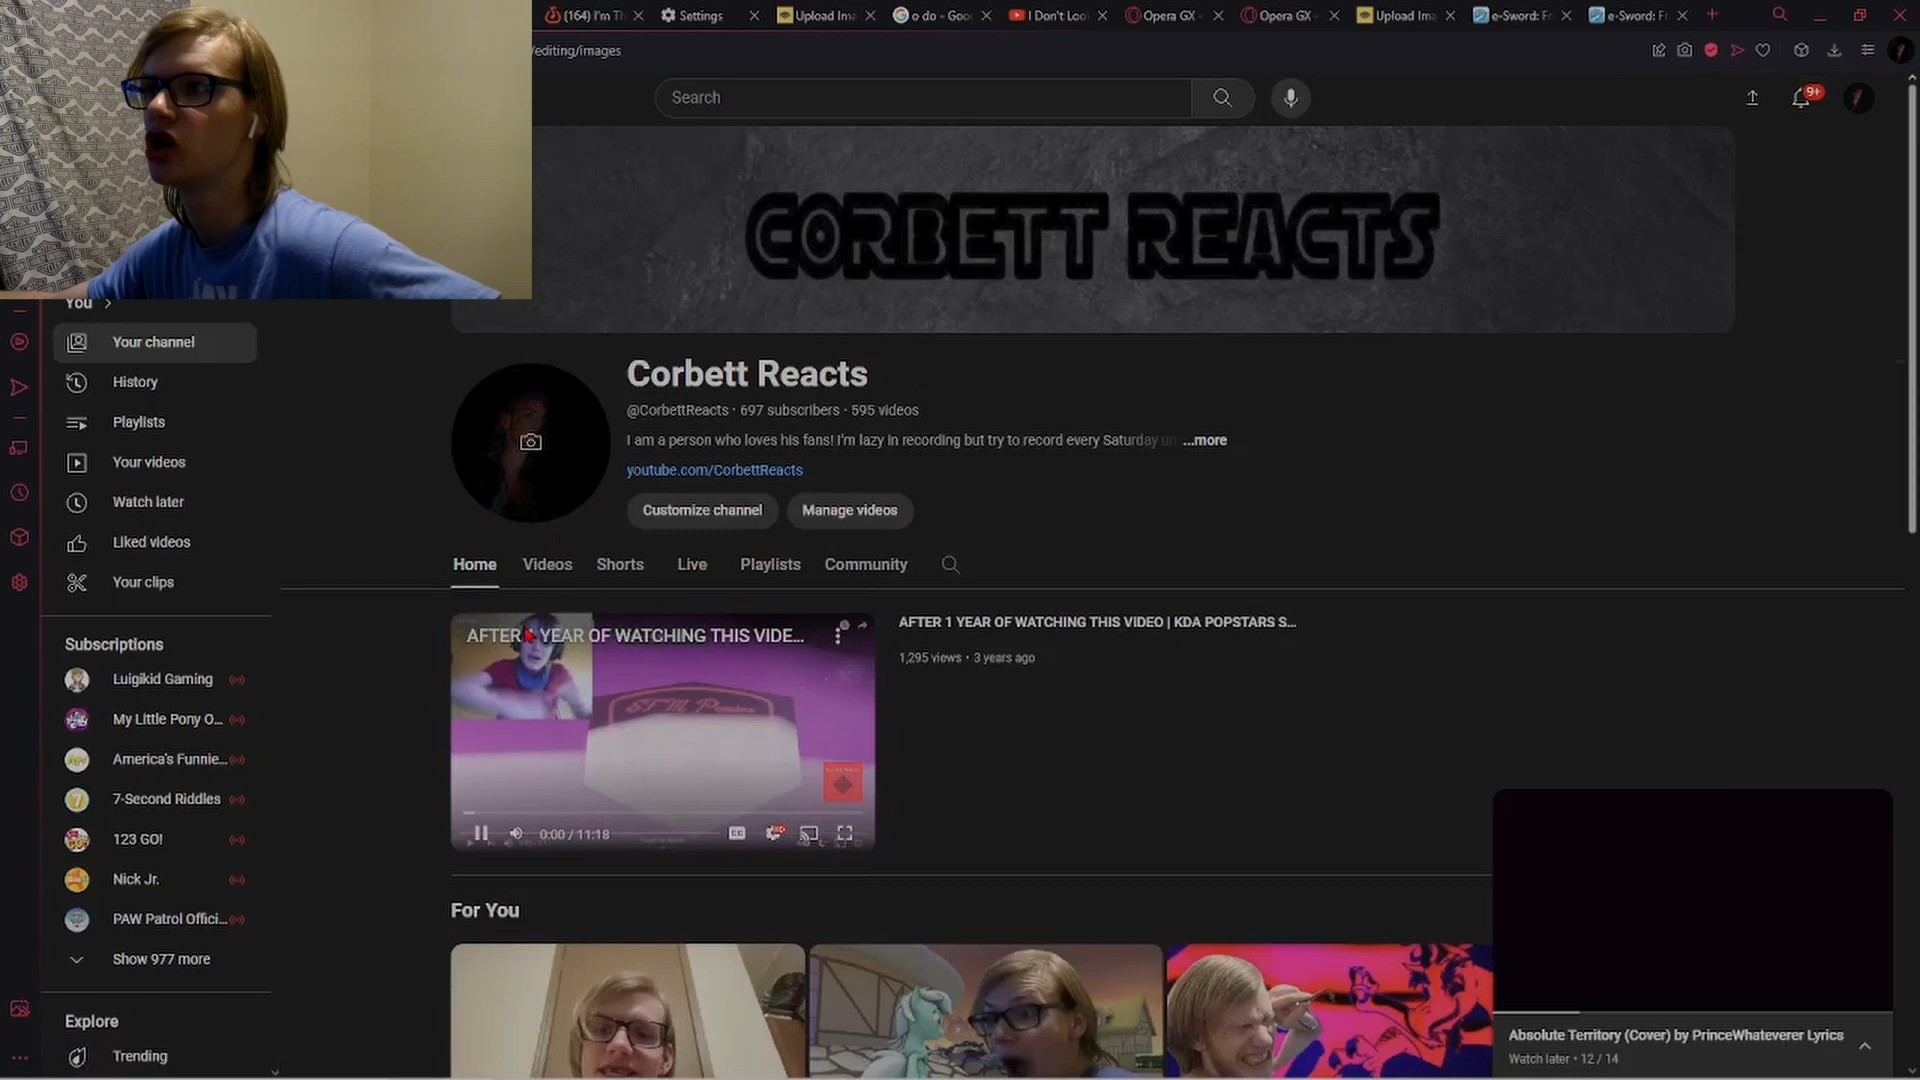 (164) I'm Th
Settings
Upload Ima
o do - Goo
I Don't Loo
Opera GX -
Opera GX -
Upload Im
e-Sword: Fr
e-Sword: Fr
/editing/images
Search
9+
CORBETT REACTS
You
Your channel
History
Playlists
Your videos
Watch later
Liked videos
Your clips
Subscriptions
Luigikid Gaming
My Little Pony O...
America's Funnie...
7-Second Riddles
123 GO!
Nick Jr.
PAW Patrol Offici...
Show 977 more
Explore
Trending
Corbett Reacts
@CorbettReacts · 697 subscribers · 595 videos
I am a person who loves his fans! I'm lazy in recording but try to record every Saturday un ...more
youtube.com/CorbettReacts
Customize channel
Manage videos
Home
Videos
Shorts
Live
Playlists
Community
AFTER 1 YEAR OF WATCHING THIS VIDE...
0:00 / 11:18
AFTER 1 YEAR OF WATCHING THIS VIDEO | KDA POPSTARS S...
1,295 views · 3 years ago
For You
Absolute Territory (Cover) by PrinceWhateverer Lyrics
Watch later · 12 / 14